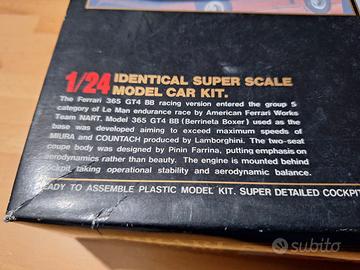 1/24 IDENTICAL SUPER SCALE
MODEL CAR KIT.
The Ferrari 365 GT4 BB racing version entered the group 5
category of Le Man endurance race by American Ferrari Works
Team NART. Model 365 GT4 BB (Berrineta Boxer) used as the
base was developed aiming to exceed maximum speeds of
MIURA and COUNTACH produced by Lamborghini. The two-seat
coupe body was designed by Pinin Farrina, putting emphasis on
aerodynamics rather than beauty. The engine is mounted behind
cockpit, taking operational stability and aerodynamic balance.
READY TO ASSEMBLE PLASTIC MODEL KIT. SUPER DETAILED COCKPIT
subito